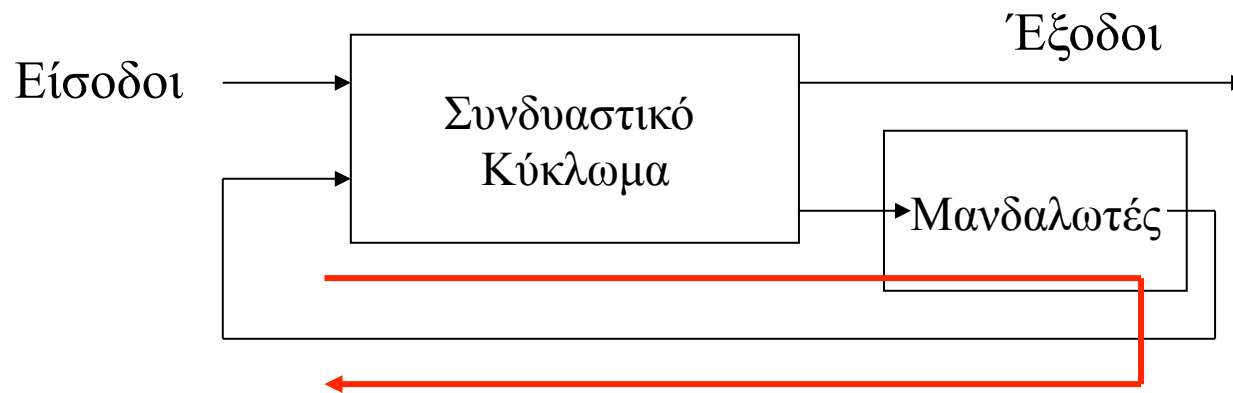 Έξοδοι
Είσοδοι
Συνδυαστικό
Κύκλωμα
Μανδαλωτές